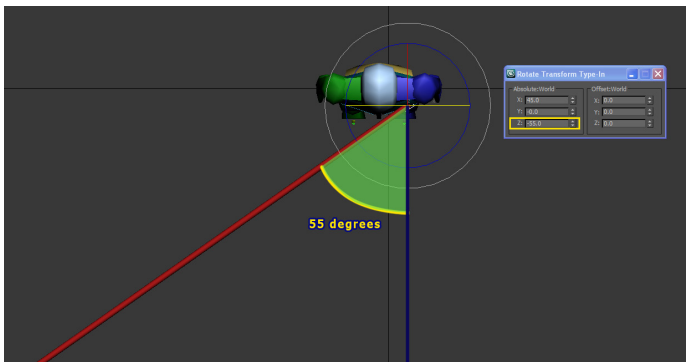 Rotate Transform Type-In
Absolute:World
Offset:World
X: 45.0
X: 0.0
Y: -0.0
Y: 0.0
Z: -55.0
Z: 0.0
55 degrees